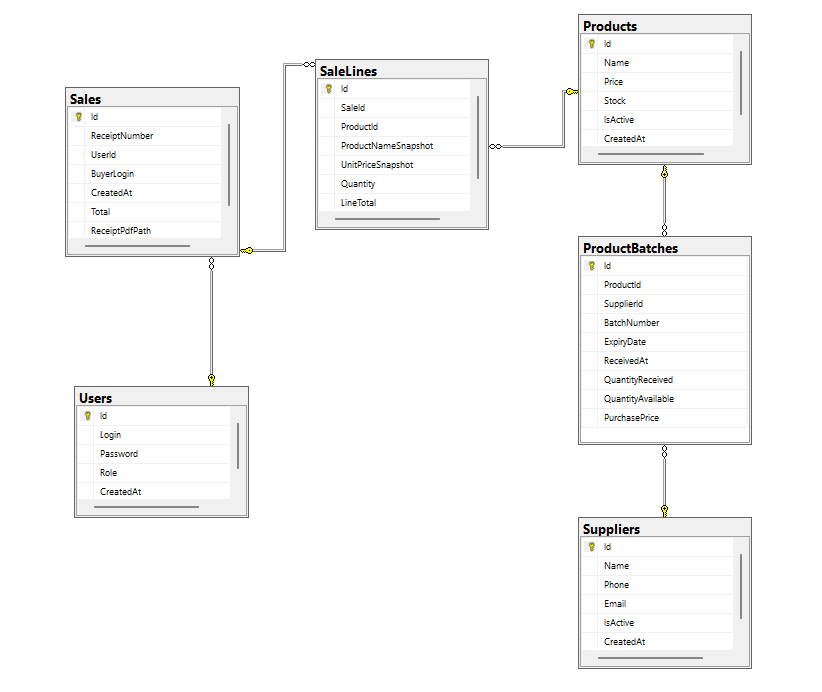 Sales
Id
ReceiptNumber
UserId
BuyerLogin
CreatedAt
Total
ReceiptPdfPath
SaleLines
Id
SaleId
ProductId
ProductNameSnapshot
UnitPriceSnapshot
Quantity
LineTotal
Products
Id
Name
Price
Stock
IsActive
CreatedAt
ProductBatches
Id
ProductId
SupplierId
BatchNumber
ExpiryDate
ReceivedAt
QuantityReceived
QuantityAvailable
PurchasePrice
Users
Id
Login
Password
Role
CreatedAt
Suppliers
Id
Name
Phone
Email
IsActive
CreatedAt